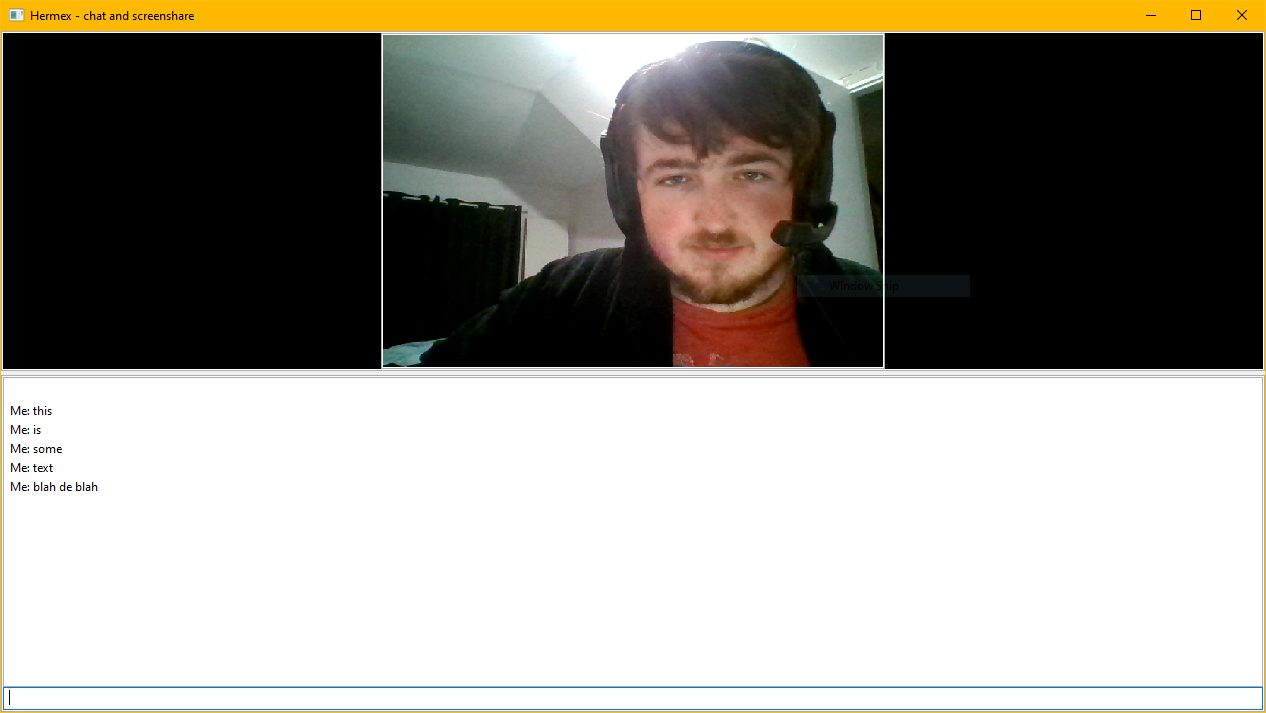 Hermex - chat and screenshare
Window Snip
Me: this
Me: is
Me: some
Me: text
Me: blah de blah